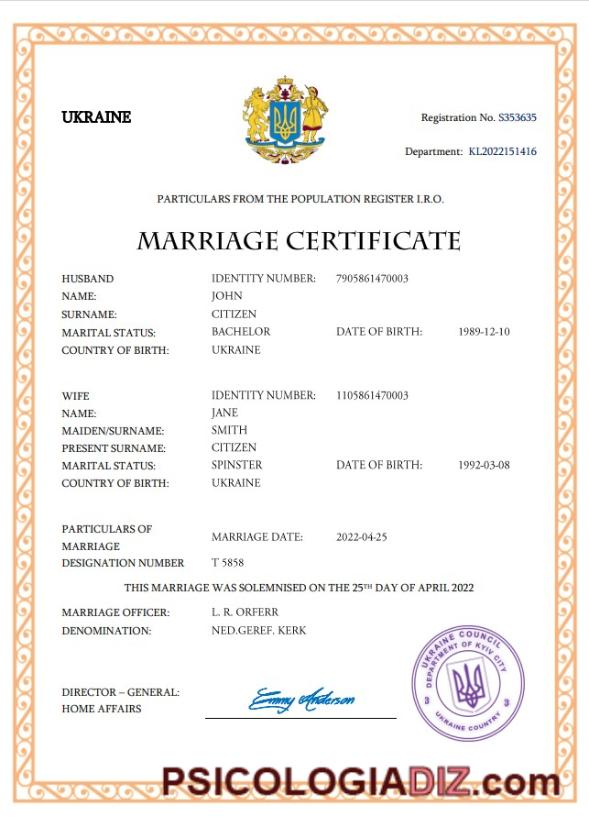 UKRAINE
Registration No. S353635
Department: KL2022151416
PARTICULARS FROM THE POPULATION REGISTER I.R.O.
MARRIAGE CERTIFICATE
HUSBAND IDENTITY NUMBER: 7905861470003
NAME: JOHN
SURNAME: CITIZEN
MARITAL STATUS: BACHELOR DATE OF BIRTH: 1989-12-10
COUNTRY OF BIRTH: UKRAINE
WIFE IDENTITY NUMBER: 1105861470003
NAME: JANE
MAIDEN/SURNAME: SMITH
PRESENT SURNAME: CITIZEN
MARITAL STATUS: SPINSTER DATE OF BIRTH: 1992-03-08
COUNTRY OF BIRTH: UKRAINE
PARTICULARS OF
MARRIAGE MARRIAGE DATE: 2022-04-25
DESIGNATION NUMBER T 5858
THIS MARRIAGE WAS SOLEMNISED ON THE 25TH DAY OF APRIL 2022
MARRIAGE OFFICER: L. R. ORFERR
DENOMINATION: NED.GEREF. KERK
UKRAINE COUNCIL
DEPARTMENT OF KYIV CITY
3 3
UKRAINE COUNTRY
DIRECTOR – GENERAL:
HOME AFFAIRS
Emmy Anderson
PSICOLOGIADIZ.com